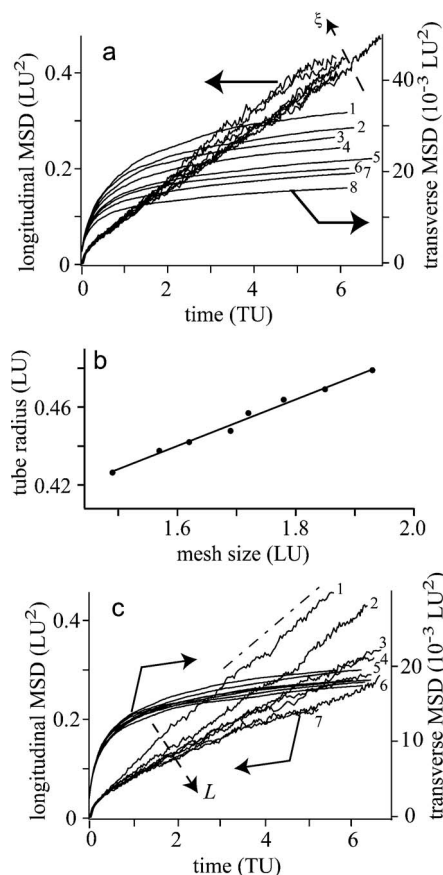 a
ξ
longitudinal MSD (LU²)
transverse MSD (10⁻³ LU²)
0.4
0.2
0
40
20
0
1
2
3
4
5
6
7
8
0 2 4 6
time (TU)
b
tube radius (LU)
0.46
0.42
1.6 1.8 2.0
mesh size (LU)
c
longitudinal MSD (LU²)
transverse MSD (10⁻³ LU²)
0.4
0.2
0
20
10
0
1
2
3
4
5
6
7
L
0 2 4 6
time (TU)